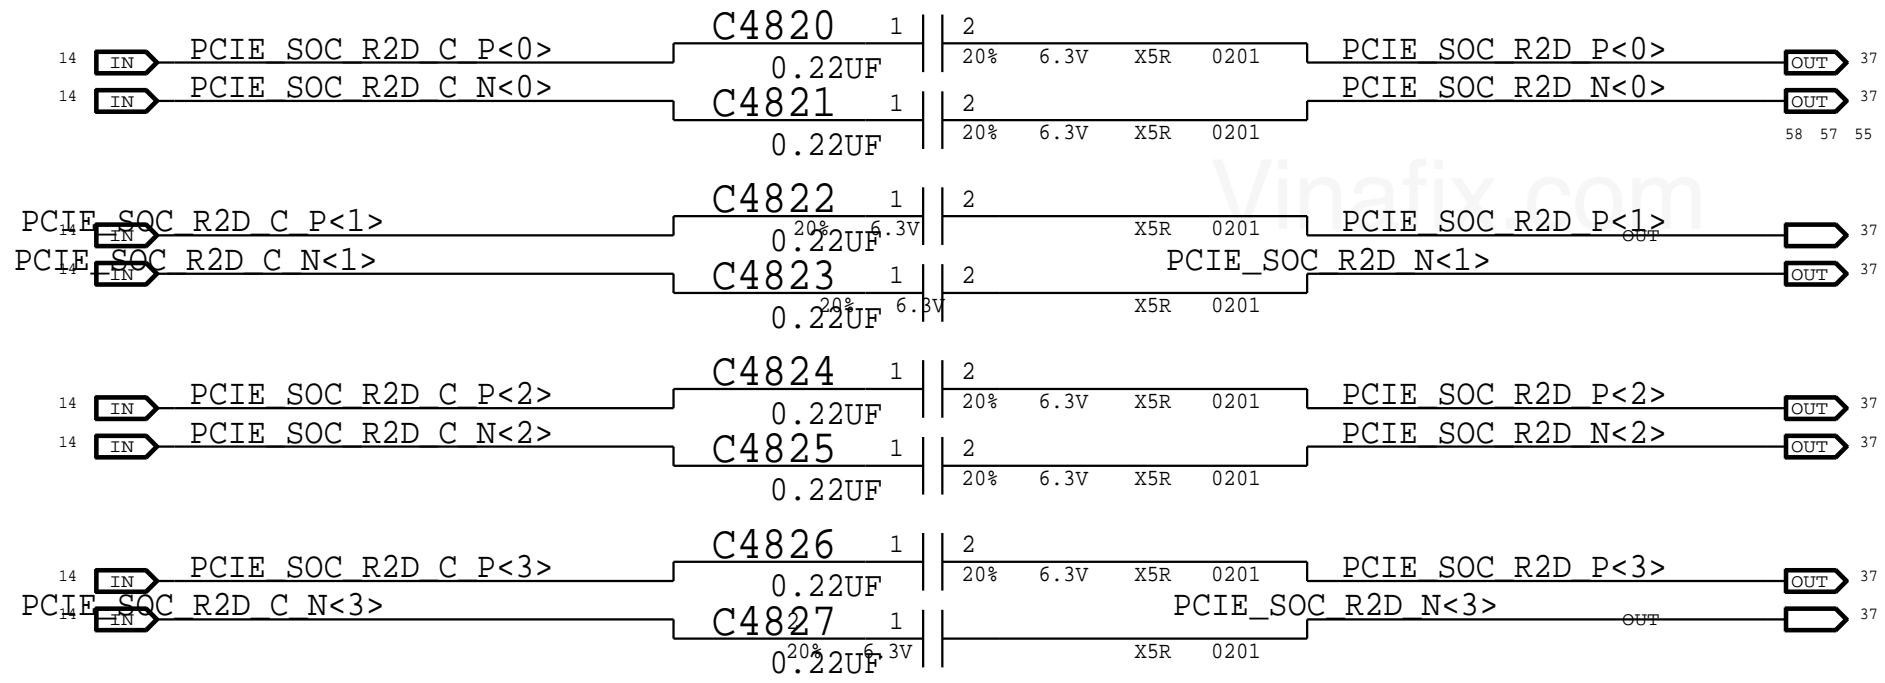 C4820 1 2
14 IN PCIE_SOC_R2D_C_P<0> 20% 6.3V X5R 0201 PCIE_SOC_R2D_P<0> OUT 37
0.22UF
14 IN PCIE_SOC_R2D_C_N<0> C4821 1 2 PCIE_SOC_R2D_N<0> OUT 37
20% 6.3V X5R 0201 58 57 55
0.22UF
Vinafix.com
C4822 1 2
14 IN PCIE_SOC_R2D_C_P<1> 20% 6.3V X5R 0201 PCIE_SOC_R2D_P<1> OUT 37
0.22UF
14 IN PCIE_SOC_R2D_C_N<1> C4823 1 2 PCIE_SOC_R2D_N<1> OUT 37
20% 6.3V X5R 0201
0.22UF
C4824 1 2
14 IN PCIE_SOC_R2D_C_P<2> 20% 6.3V X5R 0201 PCIE_SOC_R2D_P<2> OUT 37
0.22UF
14 IN PCIE_SOC_R2D_C_N<2> C4825 1 2 PCIE_SOC_R2D_N<2> OUT 37
20% 6.3V X5R 0201
0.22UF
C4826 1 2
14 IN PCIE_SOC_R2D_C_P<3> 20% 6.3V X5R 0201 PCIE_SOC_R2D_P<3> OUT 37
0.22UF
14 IN PCIE_SOC_R2D_C_N<3> C4827 2 1 PCIE_SOC_R2D_N<3> OUT 37
20% 6.3V X5R 0201
0.22UF